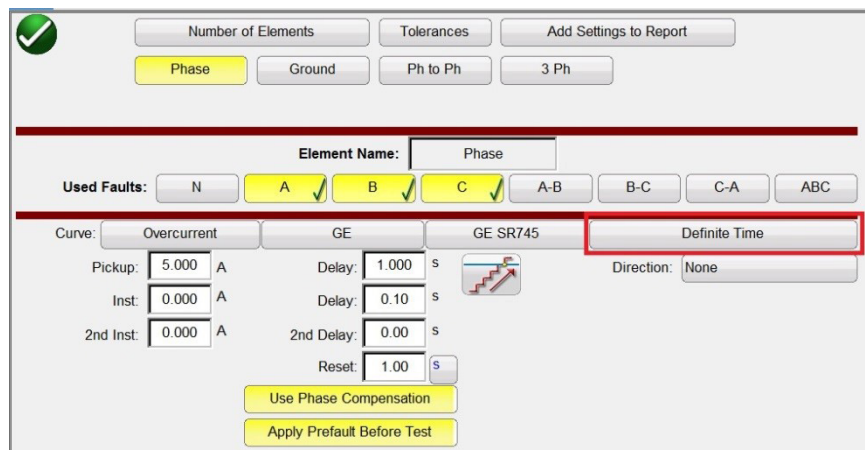 Number of Elements Tolerances Add Settings to Report
Phase Ground Ph to Ph 3 Ph
Element Name: Phase
Used Faults: N A B C A-B B-C C-A ABC
Curve: Overcurrent GE GE SR745 Definite Time
Pickup: 5.000 A Delay: 1.000 s Direction: None
Inst: 0.000 A Delay: 0.10 s
2nd Inst: 0.000 A 2nd Delay: 0.00 s
Reset: 1.00 s
Use Phase Compensation
Apply Prefault Before Test